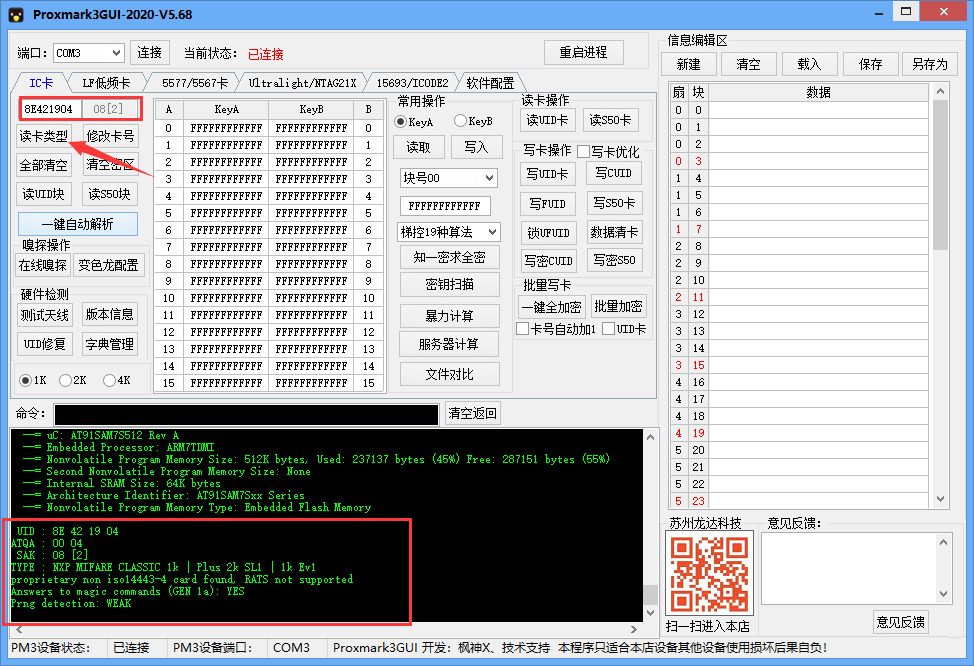 Proxmark3GUI-2020-V5.68
端口: COM3 连接 当前状态: 已连接 重启进程
IC卡 LF低频卡 5577/5567卡 Ultralight/NTAG21X 15693/ICODE2 软件配置
8E421904 08[2]
读卡类型 修改卡号
全部清空 清空密区
读UID块 读S50块
一键自动解析
嗅探操作
在线嗅探 变色龙配置
硬件检测
测试天线 版本信息
UID修复 字典管理
1K 2K 4K
A KeyA KeyB B
0 FFFFFFFFFFFF FFFFFFFFFFFF 0
1 FFFFFFFFFFFF FFFFFFFFFFFF 1
2 FFFFFFFFFFFF FFFFFFFFFFFF 2
3 FFFFFFFFFFFF FFFFFFFFFFFF 3
4 FFFFFFFFFFFF FFFFFFFFFFFF 4
5 FFFFFFFFFFFF FFFFFFFFFFFF 5
6 FFFFFFFFFFFF FFFFFFFFFFFF 6
7 FFFFFFFFFFFF FFFFFFFFFFFF 7
8 FFFFFFFFFFFF FFFFFFFFFFFF 8
9 FFFFFFFFFFFF FFFFFFFFFFFF 9
10 FFFFFFFFFFFF FFFFFFFFFFFF 10
11 FFFFFFFFFFFF FFFFFFFFFFFF 11
12 FFFFFFFFFFFF FFFFFFFFFFFF 12
13 FFFFFFFFFFFF FFFFFFFFFFFF 13
14 FFFFFFFFFFFF FFFFFFFFFFFF 14
15 FFFFFFFFFFFF FFFFFFFFFFFF 15
常用操作
KeyA KeyB
读取 写入
块号00
FFFFFFFFFFFF
梯控19种算法
知一密求全密
密钥扫描
暴力计算
服务器计算
文件对比
读卡操作
读UID卡 读S50卡
写卡操作 写卡优化
写UID卡 写CUID
写FUID 写S50卡
锁UFUID 数据清卡
写密CUID 写密S50
批量写卡
一键全加密 批量加密
卡号自动加1 UID卡
命令: 清空返回
uC: AT91SAM7S512 Rev A
Embedded Processor: ARM7TDMI
Nonvolatile Program Memory Size: 512K bytes, Used: 237137 bytes (45%) Free: 287151 bytes (55%)
Second Nonvolatile Program Memory Size: None
Internal SRAM Size: 64K bytes
Architecture Identifier: AT91SAM7Sxx Series
Nonvolatile Program Memory Type: Embedded Flash Memory
UID : 8E 42 19 04
ATQA : 00 04
SAK : 08 [2]
TYPE : NXP MIFARE CLASSIC 1k | Plus 2k SL1 | 1k Ev1
proprietary non iso14443-4 card found, RATS not supported
Answers to magic commands (GEN 1a): YES
Prng detection: WEAK
信息编辑区
新建 清空 载入 保存 另存为
扇 块 数据
0 0
0 1
0 2
0 3
1 4
1 5
1 6
1 7
2 8
2 9
2 10
2 11
3 12
3 13
3 14
3 15
4 16
4 17
4 18
4 19
5 20
5 21
5 22
5 23
苏州龙达科技 意见反馈:
扫一扫进入本店 意见反馈
PM3设备状态: 已连接 PM3设备端口: COM3 Proxmark3GUI 开发: 枫神X、技术支持 本程序只适合本店设备其他设备使用损坏后果自负!